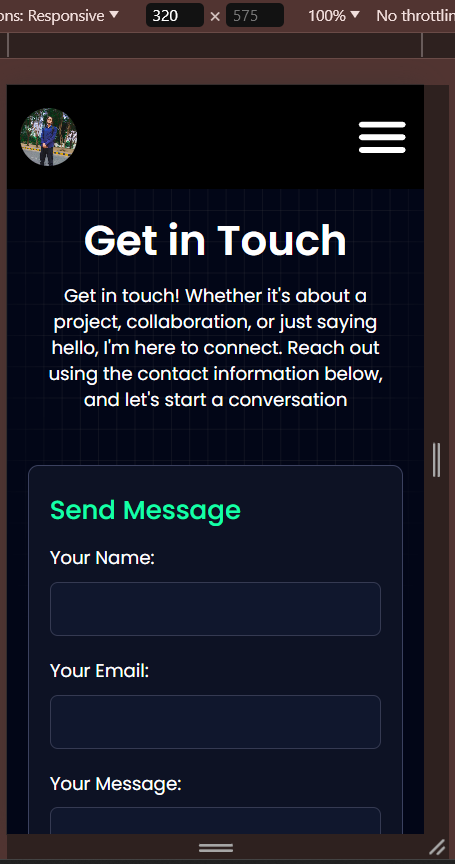 ons: Responsive ▼ 320 × 575 100% ▼ No throttlin
Get in Touch
Get in touch! Whether it's about a
project, collaboration, or just saying
hello, I'm here to connect. Reach out
using the contact information below,
and let's start a conversation
Send Message
Your Name:
Your Email:
Your Message: